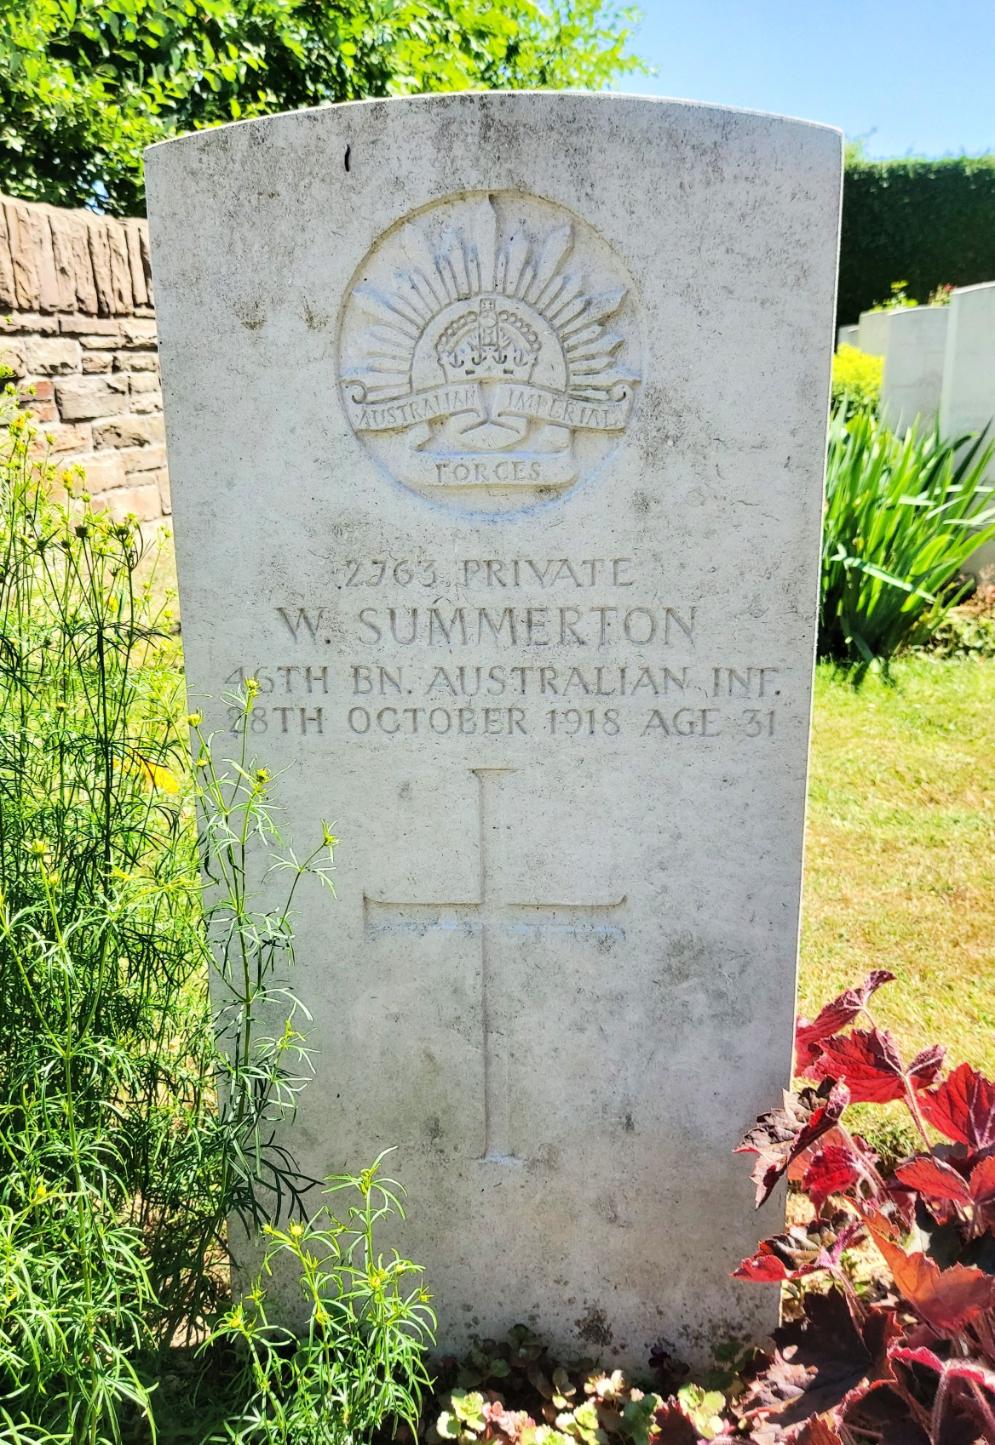 AUSTRALIAN IMPERIAL
FORCES
2763 PRIVATE
W. SUMMERTON
46TH BN. AUSTRALIAN INF.
28TH OCTOBER 1918 AGE 31